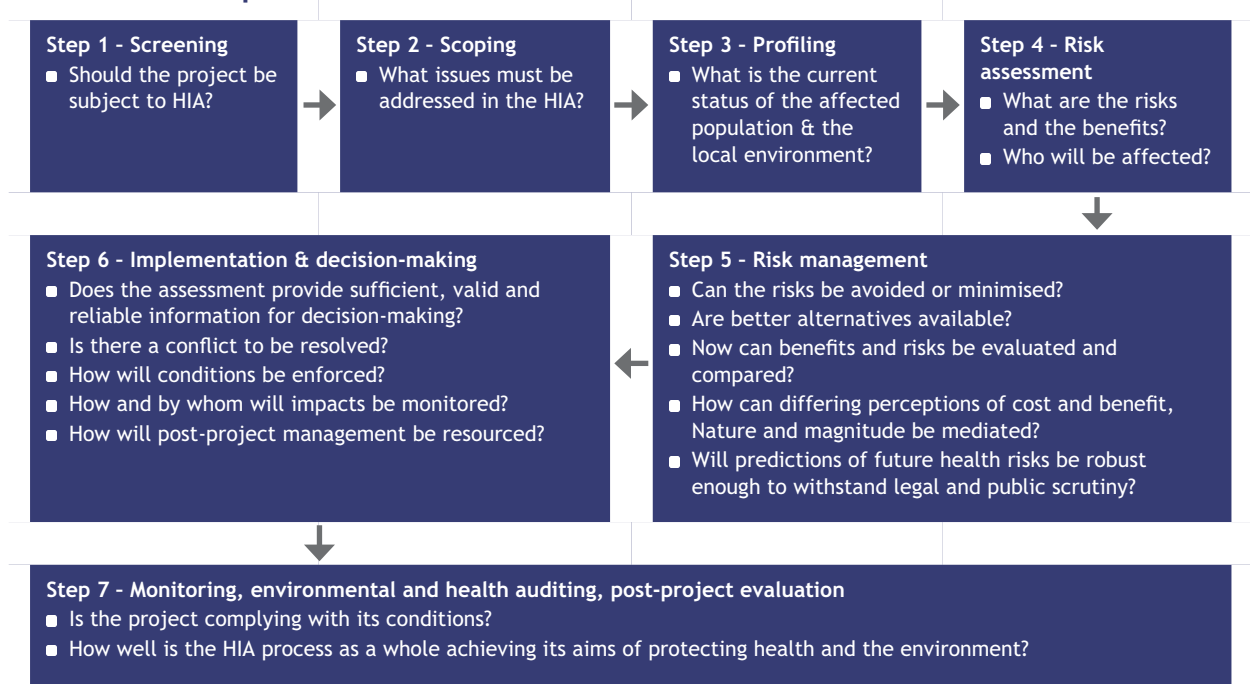 Step 1 – Screening
Should the project be
subject to HIA?
Step 2 – Scoping
What issues must be
addressed in the HIA?
Step 3 – Profiling
What is the current
status of the affected
population & the
local environment?
Step 4 – Risk
assessment
What are the risks
and the benefits?
Who will be affected?
Step 5 – Risk management
Can the risks be avoided or minimised?
Are better alternatives available?
Now can benefits and risks be evaluated and
compared?
How can differing perceptions of cost and benefit,
Nature and magnitude be mediated?
Will predictions of future health risks be robust
enough to withstand legal and public scrutiny?
Step 6 – Implementation & decision-making
Does the assessment provide sufficient, valid and
reliable information for decision-making?
Is there a conflict to be resolved?
How will conditions be enforced?
How and by whom will impacts be monitored?
How will post-project management be resourced?
Step 7 – Monitoring, environmental and health auditing, post-project evaluation
Is the project complying with its conditions?
How well is the HIA process as a whole achieving its aims of protecting health and the environment?